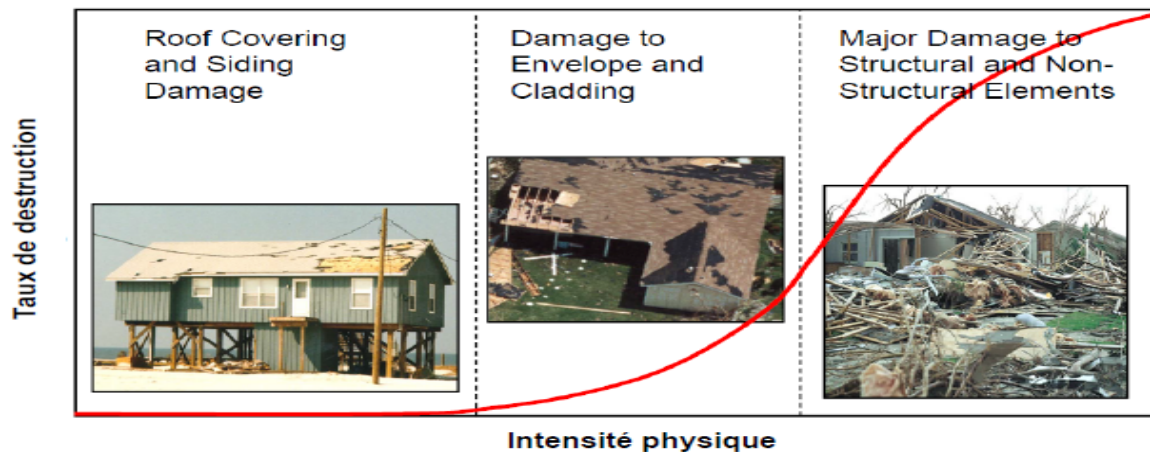 Roof Covering
and Siding
Damage
Damage to
Envelope and
Cladding
Major Damage to
Structural and Non-
Structural Elements
Taux de destruction
Intensité physique